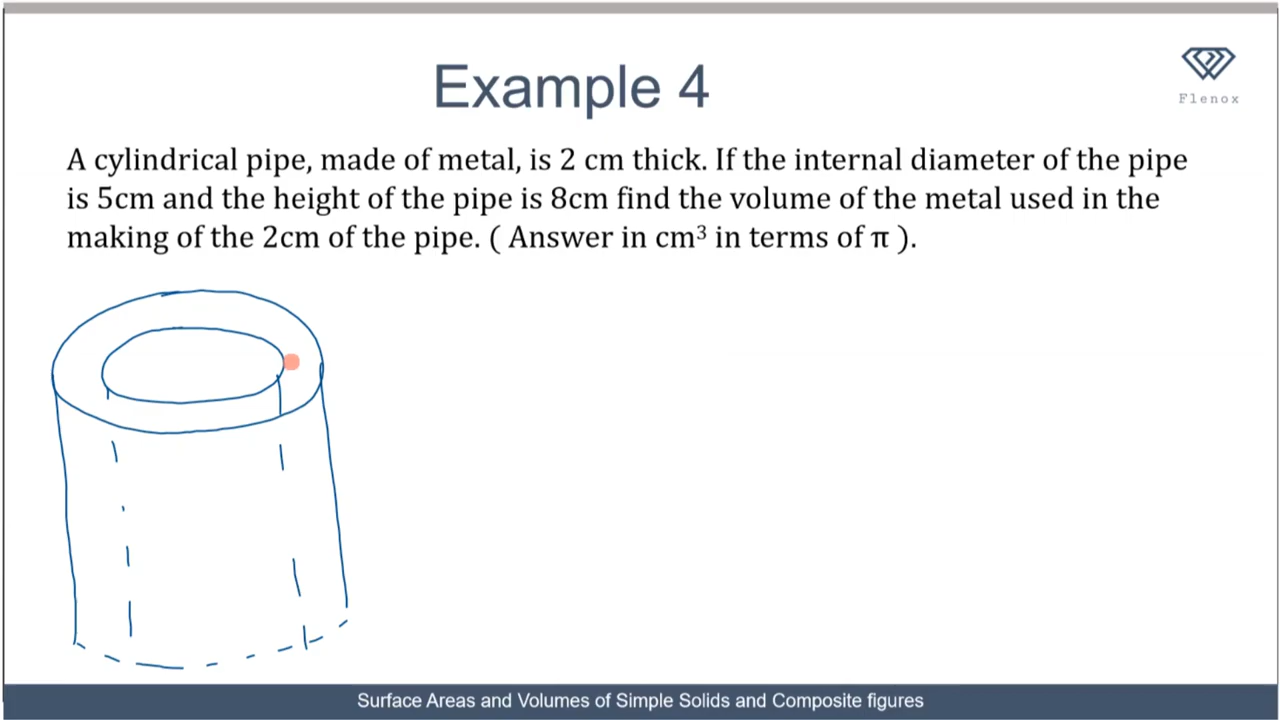 Example 4
Flenox
A cylindrical pipe, made of metal, is 2 cm thick. If the internal diameter of the pipe
is 5cm and the height of the pipe is 8cm find the volume of the metal used in the
making of the 2cm of the pipe. ( Answer in cm³ in terms of π ).
Surface Areas and Volumes of Simple Solids and Composite figures